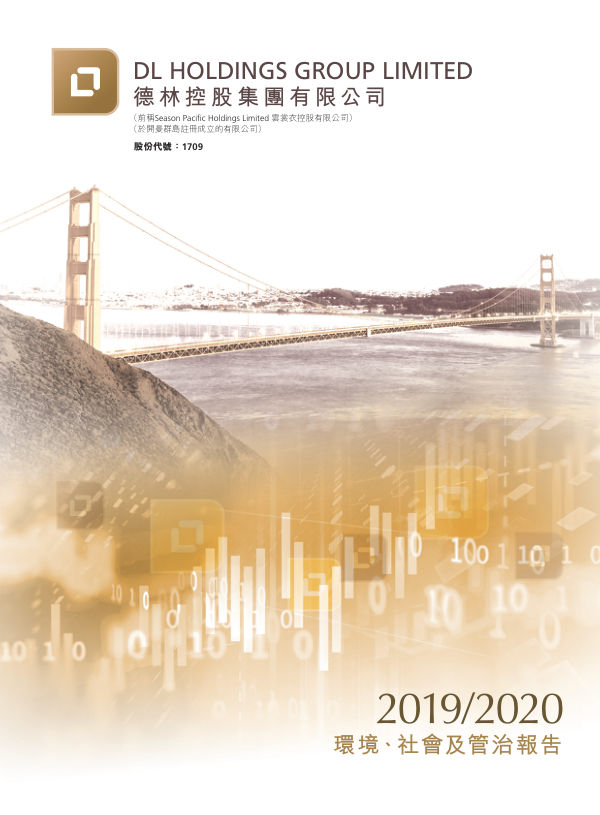 DL HOLDINGS GROUP LIMITED
德林控股集團有限公司
（前稱Season Pacific Holdings Limited 雲裳衣控股有限公司）
（於開曼群島註冊成立的有限公司）
股份代號：1709
2019/2020
環境、社會及管治報告